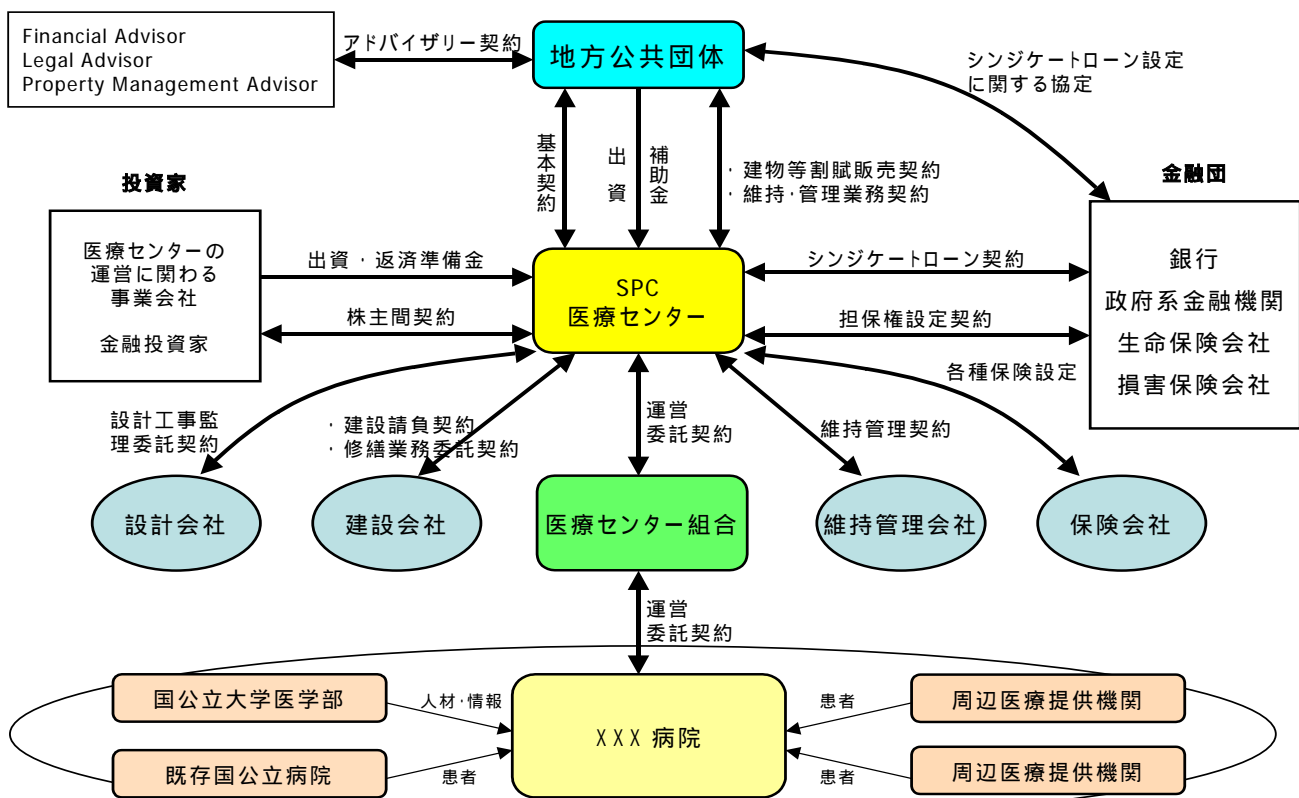 Financial Advisor
Legal Advisor
Property Management Advisor
アドバイザリー契約
地方公共団体
シンジケートローン設定
に関する協定
基本契約
出資
補助金
・建物等割賦販売契約
・維持・管理業務契約
投資家
金融団
医療センターの
運営に関わる
事業会社
金融投資家
出資・返済準備金
株主間契約
SPC
医療センター
シンジケートローン契約
担保権設定契約
銀行
政府系金融機関
生命保険会社
損害保険会社
各種保険設定
設計工事監
理委託契約
・建設請負契約
・修繕業務委託契約
運営
委託契約
維持管理契約
設計会社
建設会社
医療センター組合
維持管理会社
保険会社
運営
委託契約
国公立大学医学部
人材・情報
XXX 病院
患者
周辺医療提供機関
既存国公立病院
患者
患者
周辺医療提供機関